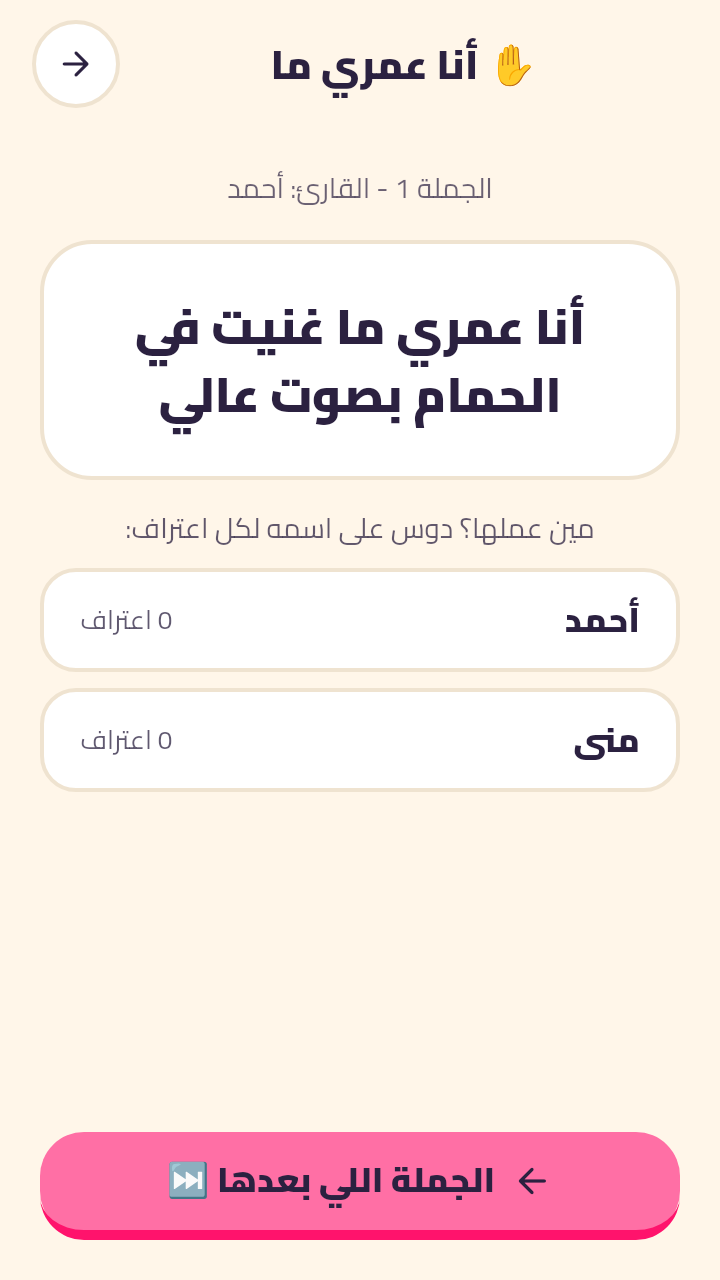 ✋ أنا عمري ما
الجملة 1 - القارئ: أحمد
أنا عمري ما غنيت في
الحمام بصوت عالي
مين عملها؟ دوس على اسمه لكل اعتراف:
أحمد 0 اعتراف
منى 0 اعتراف
الجملة اللي بعدها ⏭️